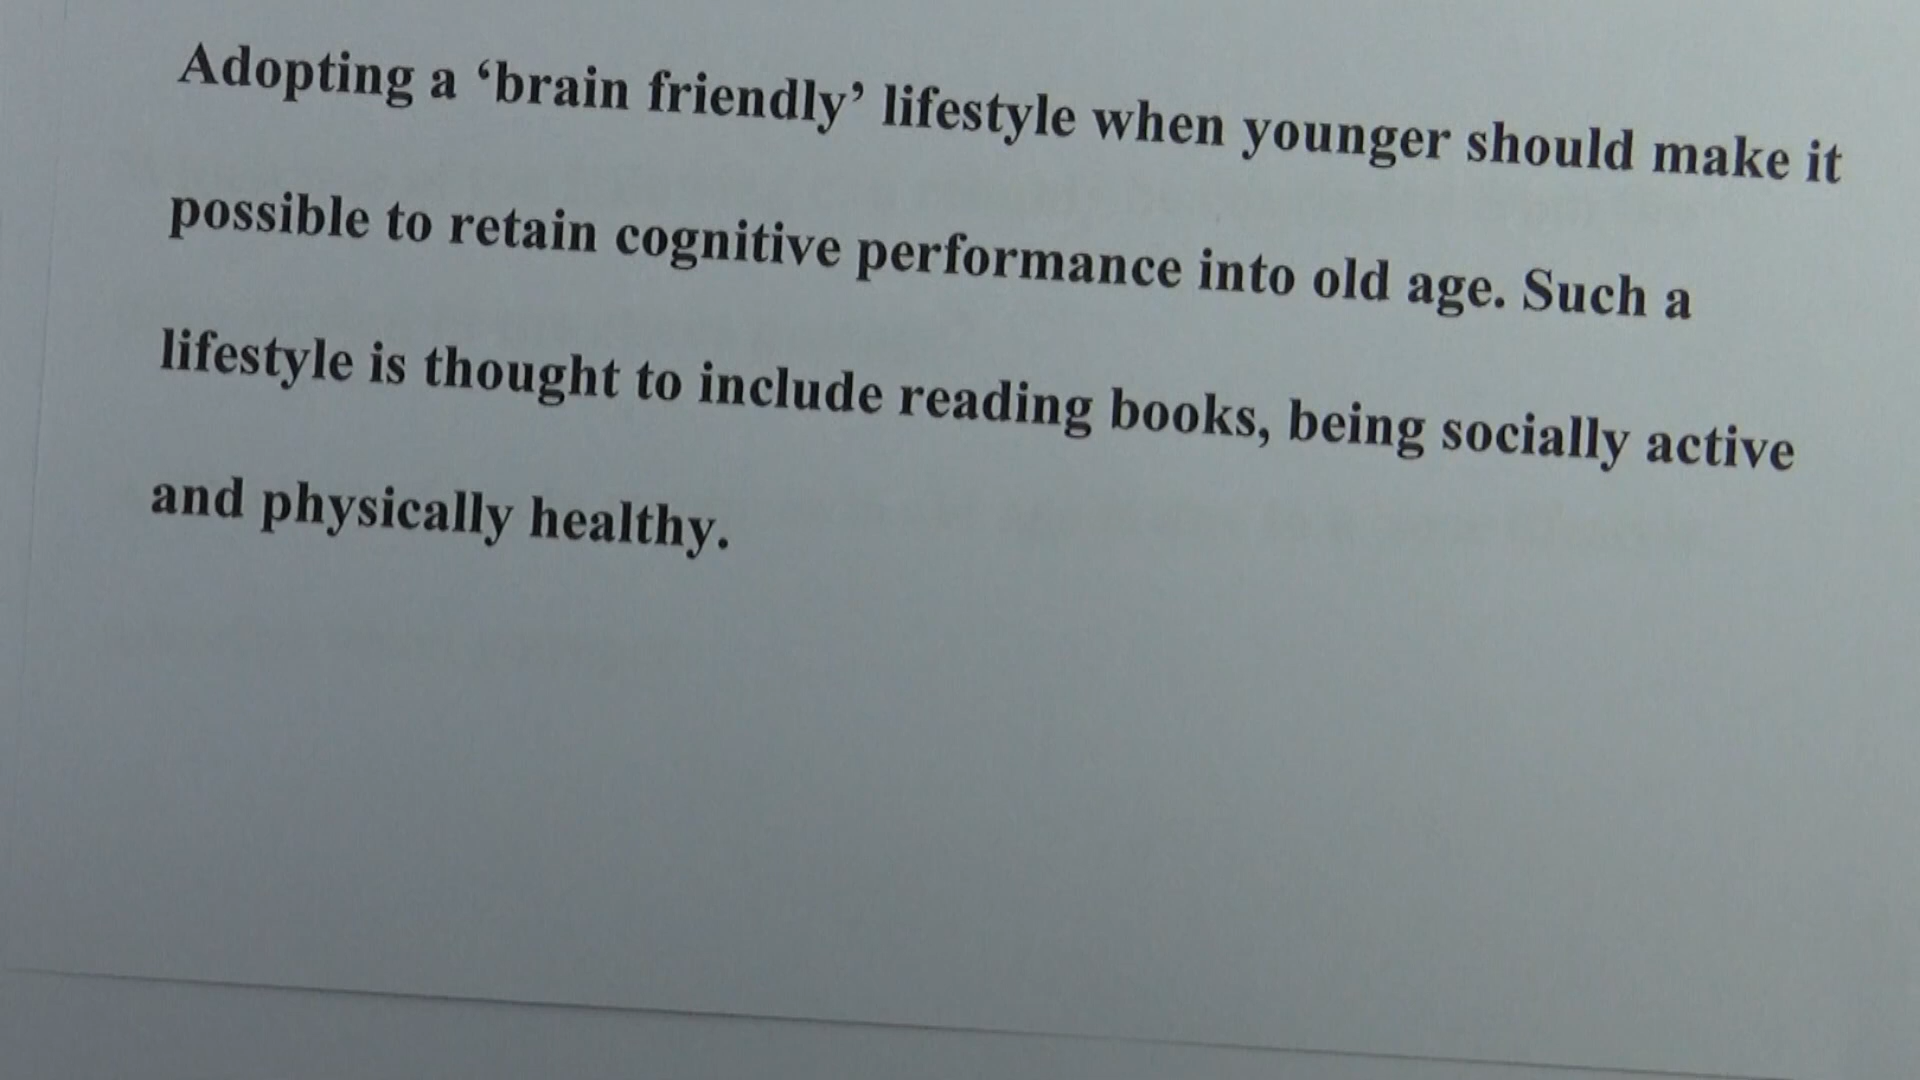 Adopting a ‘brain friendly’ lifestyle when younger should make it
possible to retain cognitive performance into old age. Such a
lifestyle is thought to include reading books, being socially active
and physically healthy.